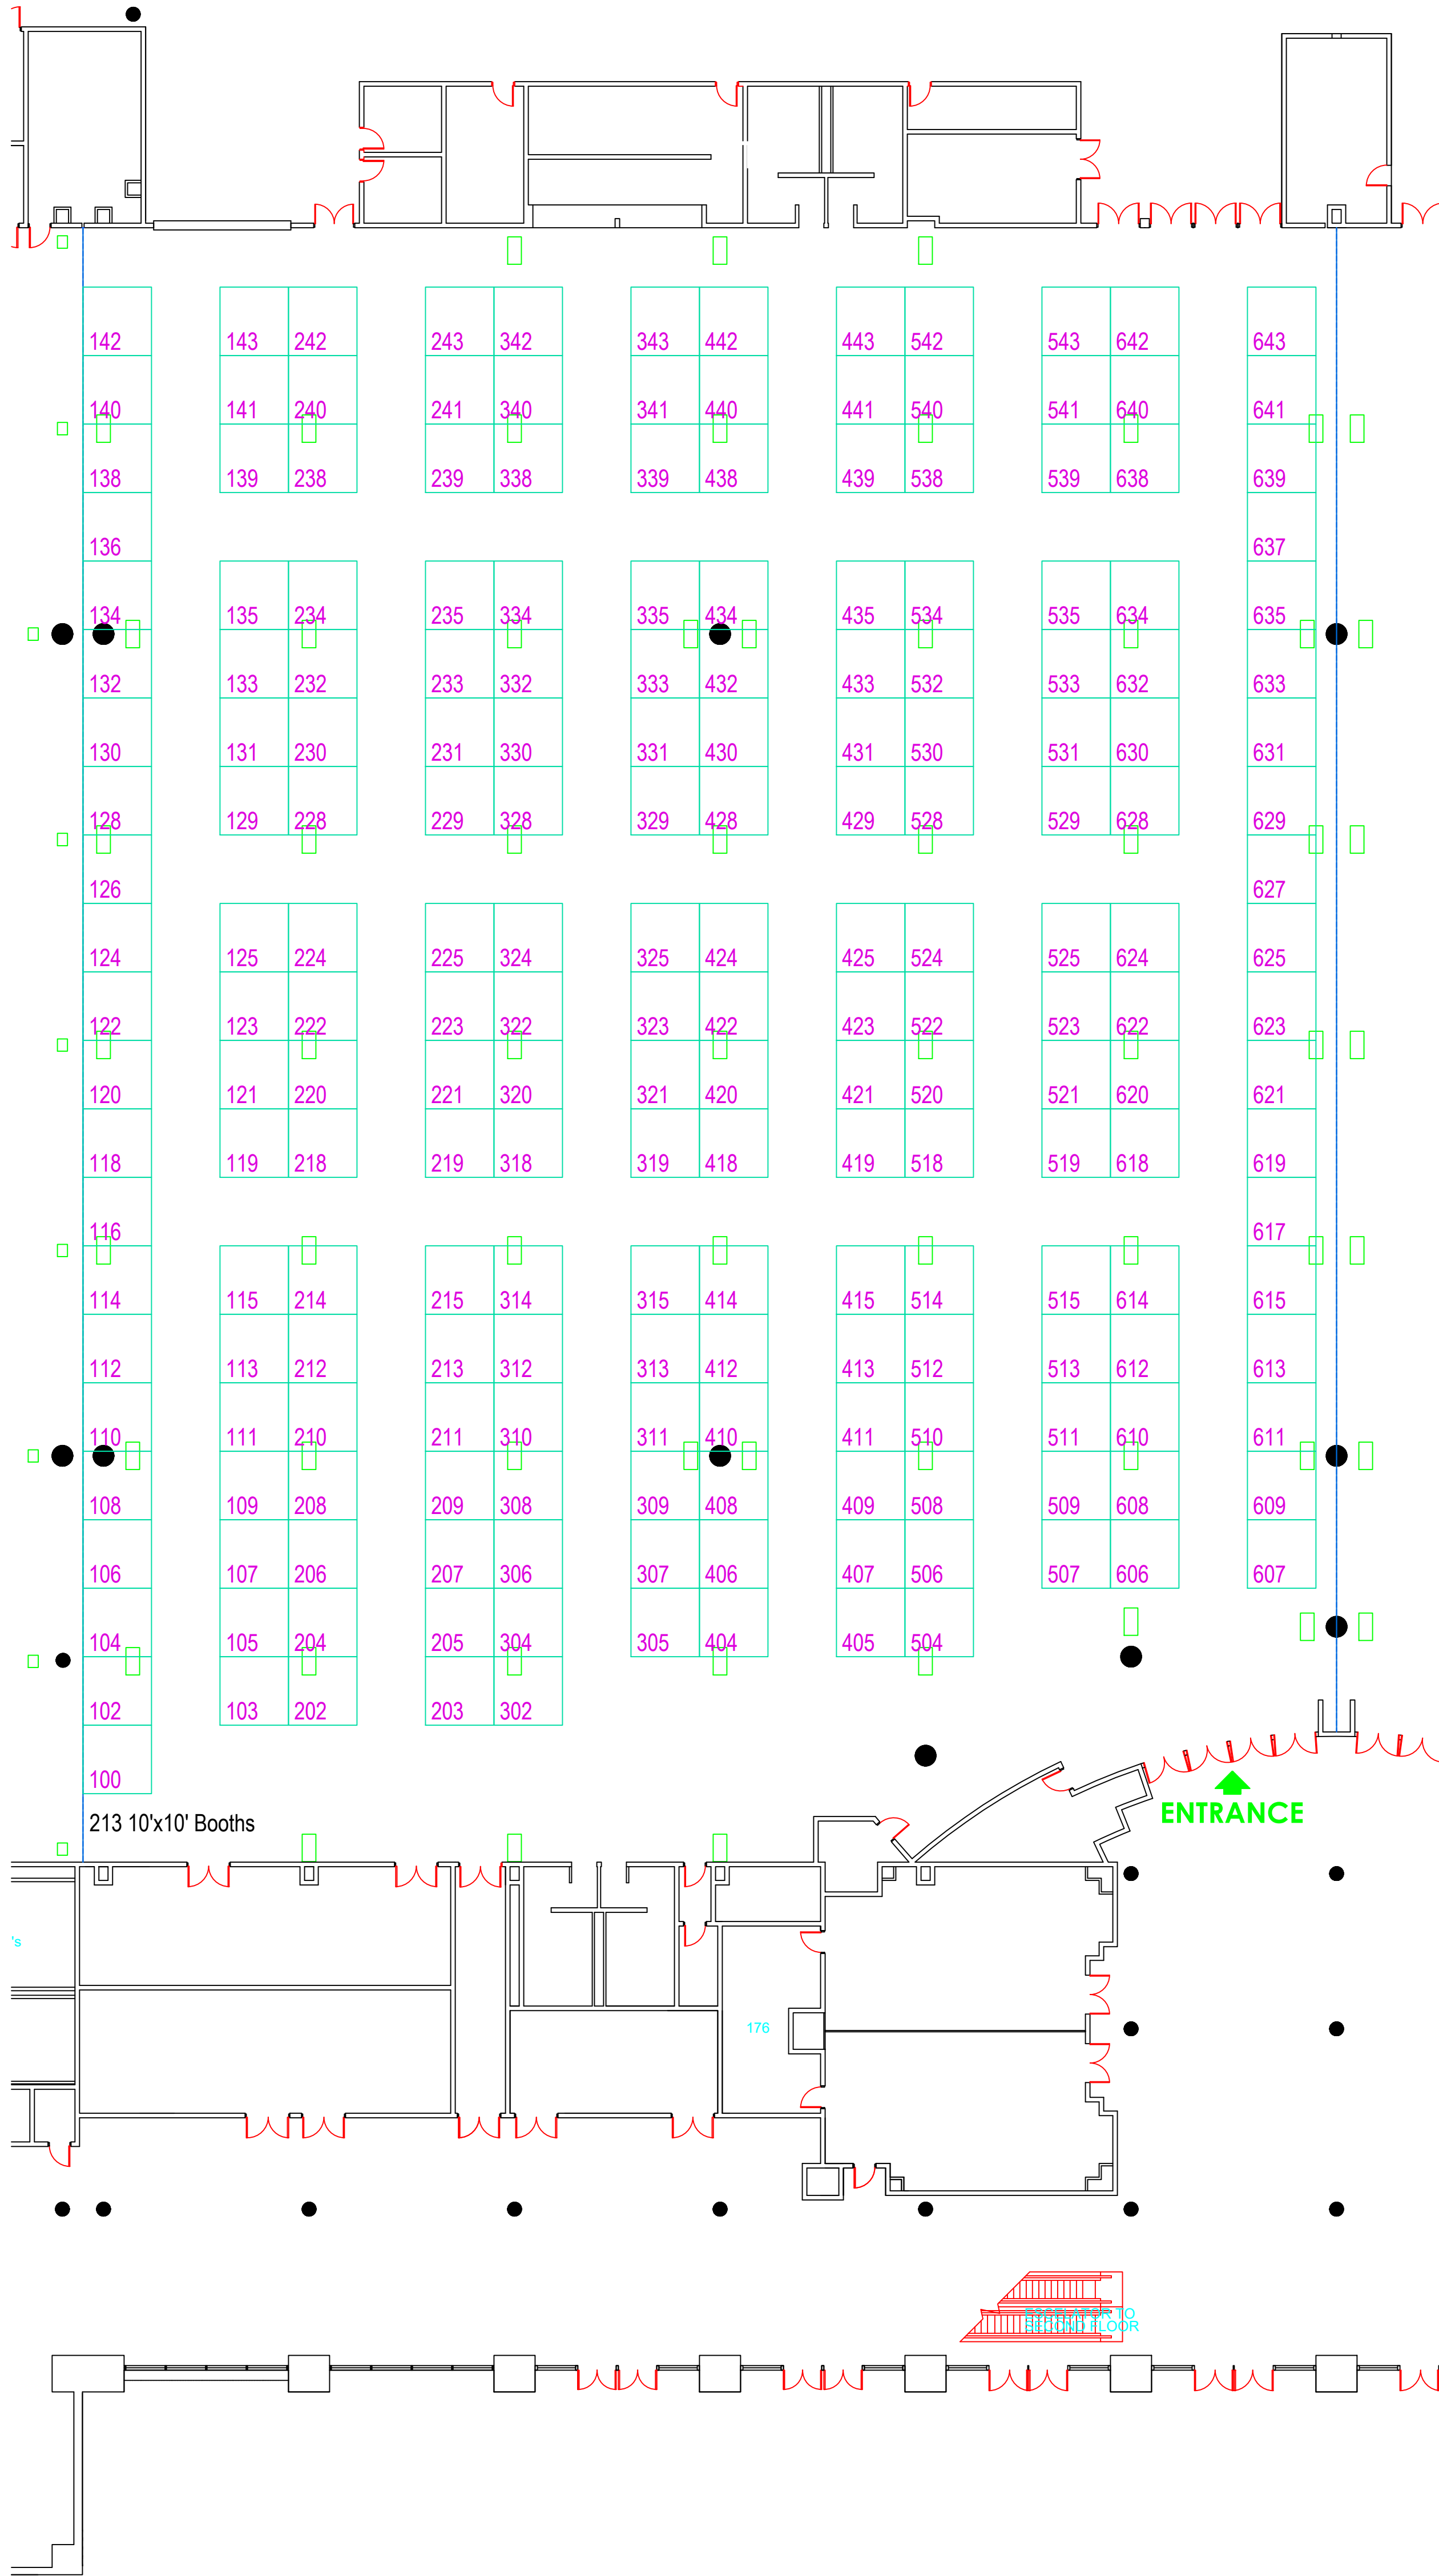 142 143 242 243 342 343 442 443 542 543 642 643
140 141 240 241 340 341 440 441 540 541 640 641
138 139 238 239 338 339 438 439 538 539 638 639
136 637
134 135 234 235 334 335 434 435 534 535 634 635
132 133 232 233 332 333 432 433 532 533 632 633
130 131 230 231 330 331 430 431 530 531 630 631
128 129 228 229 328 329 428 429 528 529 628 629
126 627
124 125 224 225 324 325 424 425 524 525 624 625
122 123 222 223 322 323 422 423 522 523 622 623
120 121 220 221 320 321 420 421 520 521 620 621
118 119 218 219 318 319 418 419 518 519 618 619
116 617
114 115 214 215 314 315 414 415 514 515 614 615
112 113 212 213 312 313 412 413 512 513 612 613
110 111 210 211 310 311 410 411 510 511 610 611
108 109 208 209 308 309 408 409 508 509 608 609
106 107 206 207 306 307 406 407 506 507 606 607
104 105 204 205 304 305 404 405 504
102 103 202 203 302
100
ENTRANCE
213 10'x10' Booths
's
176
ESCELATOR TO
SECOND FLOOR